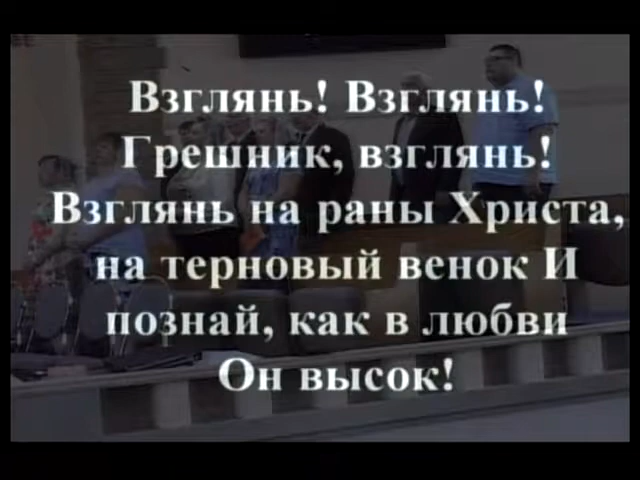 Взглянь! Взглянь!
Грешник, взглянь!
Взглянь на раны Христа,
на терновый венок И
познай, как в любви
Он высок!